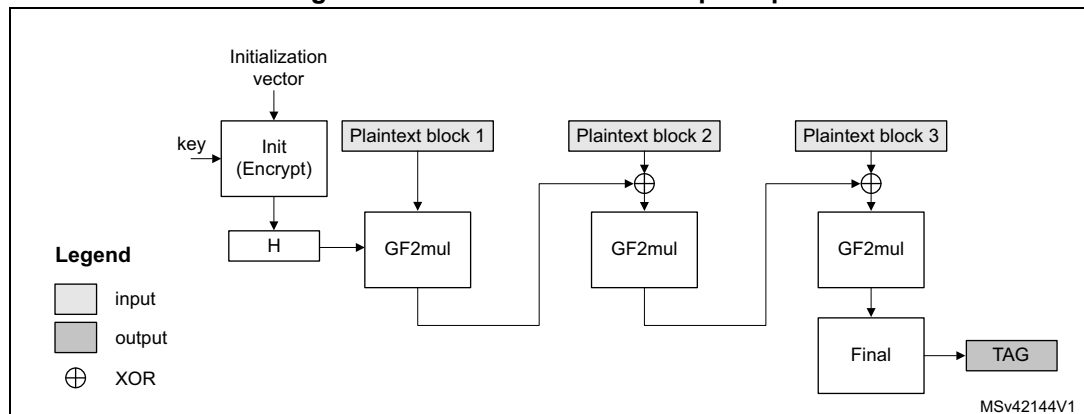 Initialization
vector
key
Init
(Encrypt)
Plaintext block 1
Plaintext block 2
Plaintext block 3
H
GF2mul
GF2mul
GF2mul
Legend
input
output
XOR
Final
TAG
MSv42144V1